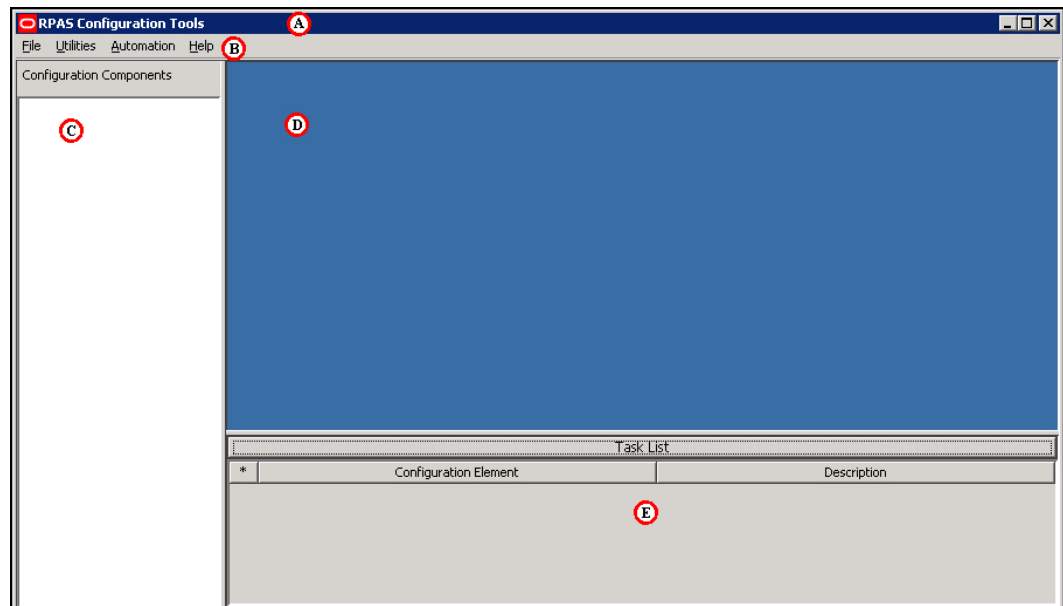 RPAS Configuration Tools A
File Utilities Automation Help B
Configuration Components
C
D
Task List
* Configuration Element Description
E